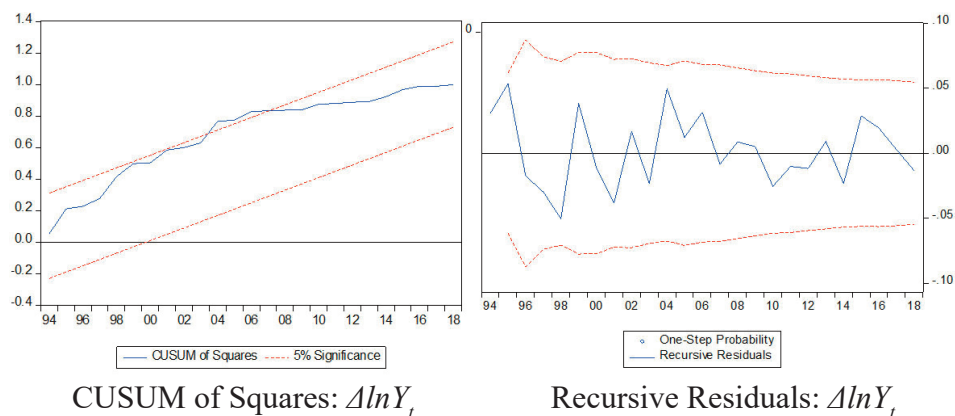 1.4
1.2
1.0
0.8
0.6
0.4
0.2
0.0
-0.2
-0.4
94 96 98 00 02 04 06 08 10 12 14 16 18
CUSUM of Squares 5% Significance
CUSUM of Squares: ΔlnYₜ
0
.10
.05
.00
-.05
-.10
94 96 98 00 02 04 06 08 10 12 14 16 18
One-Step Probability
Recursive Residuals
Recursive Residuals: ΔlnYₜ